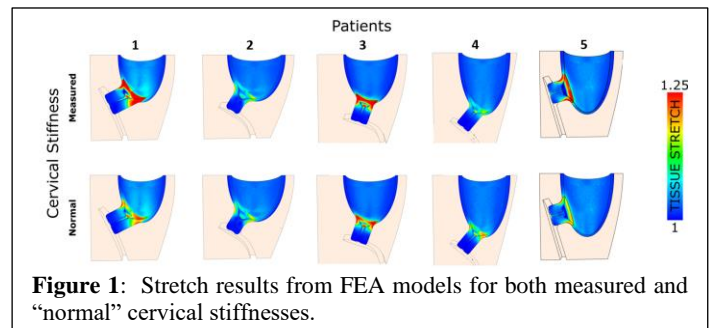 Patients
1 2 3 4 5
Cervical Stiffness
Measured
Normal
1.25
TISSUE STRETCH
1
Figure 1: Stretch results from FEA models for both measured and
“normal” cervical stiffnesses.